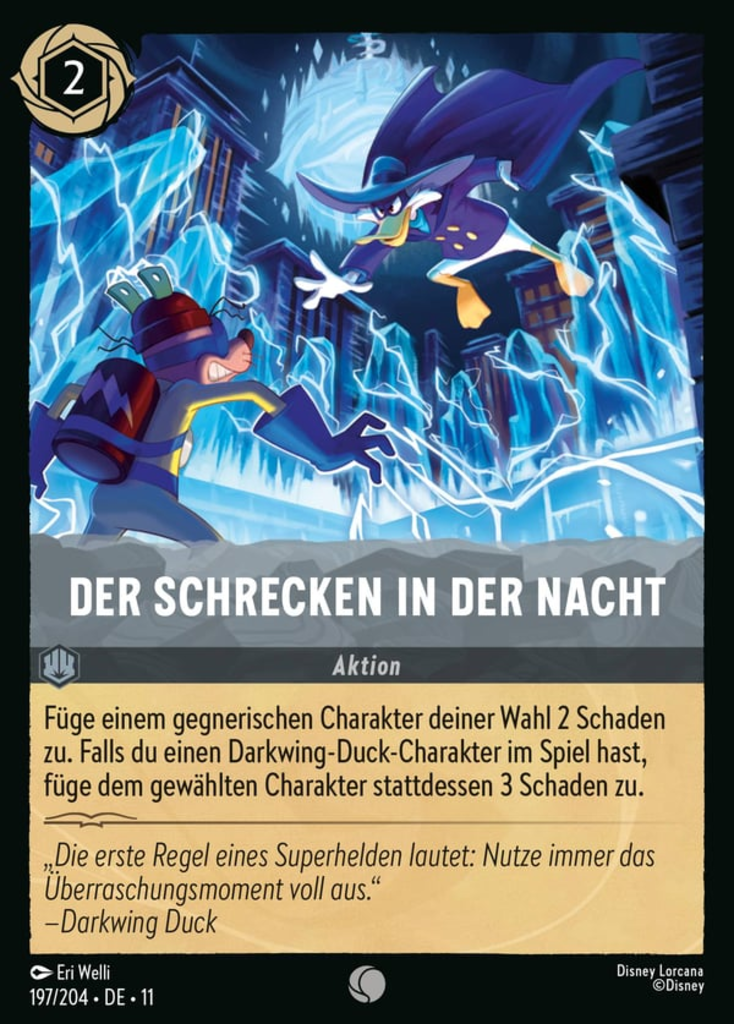 2
DER SCHRECKEN IN DER NACHT
Aktion
Füge einem gegnerischen Charakter deiner Wahl 2 Schaden
zu. Falls du einen Darkwing-Duck-Charakter im Spiel hast,
füge dem gewählten Charakter stattdessen 3 Schaden zu.
„Die erste Regel eines Superhelden lautet: Nutze immer das
Überraschungsmoment voll aus.“
–Darkwing Duck
Eri Welli
197/204 • DE • 11
Disney Lorcana
©Disney